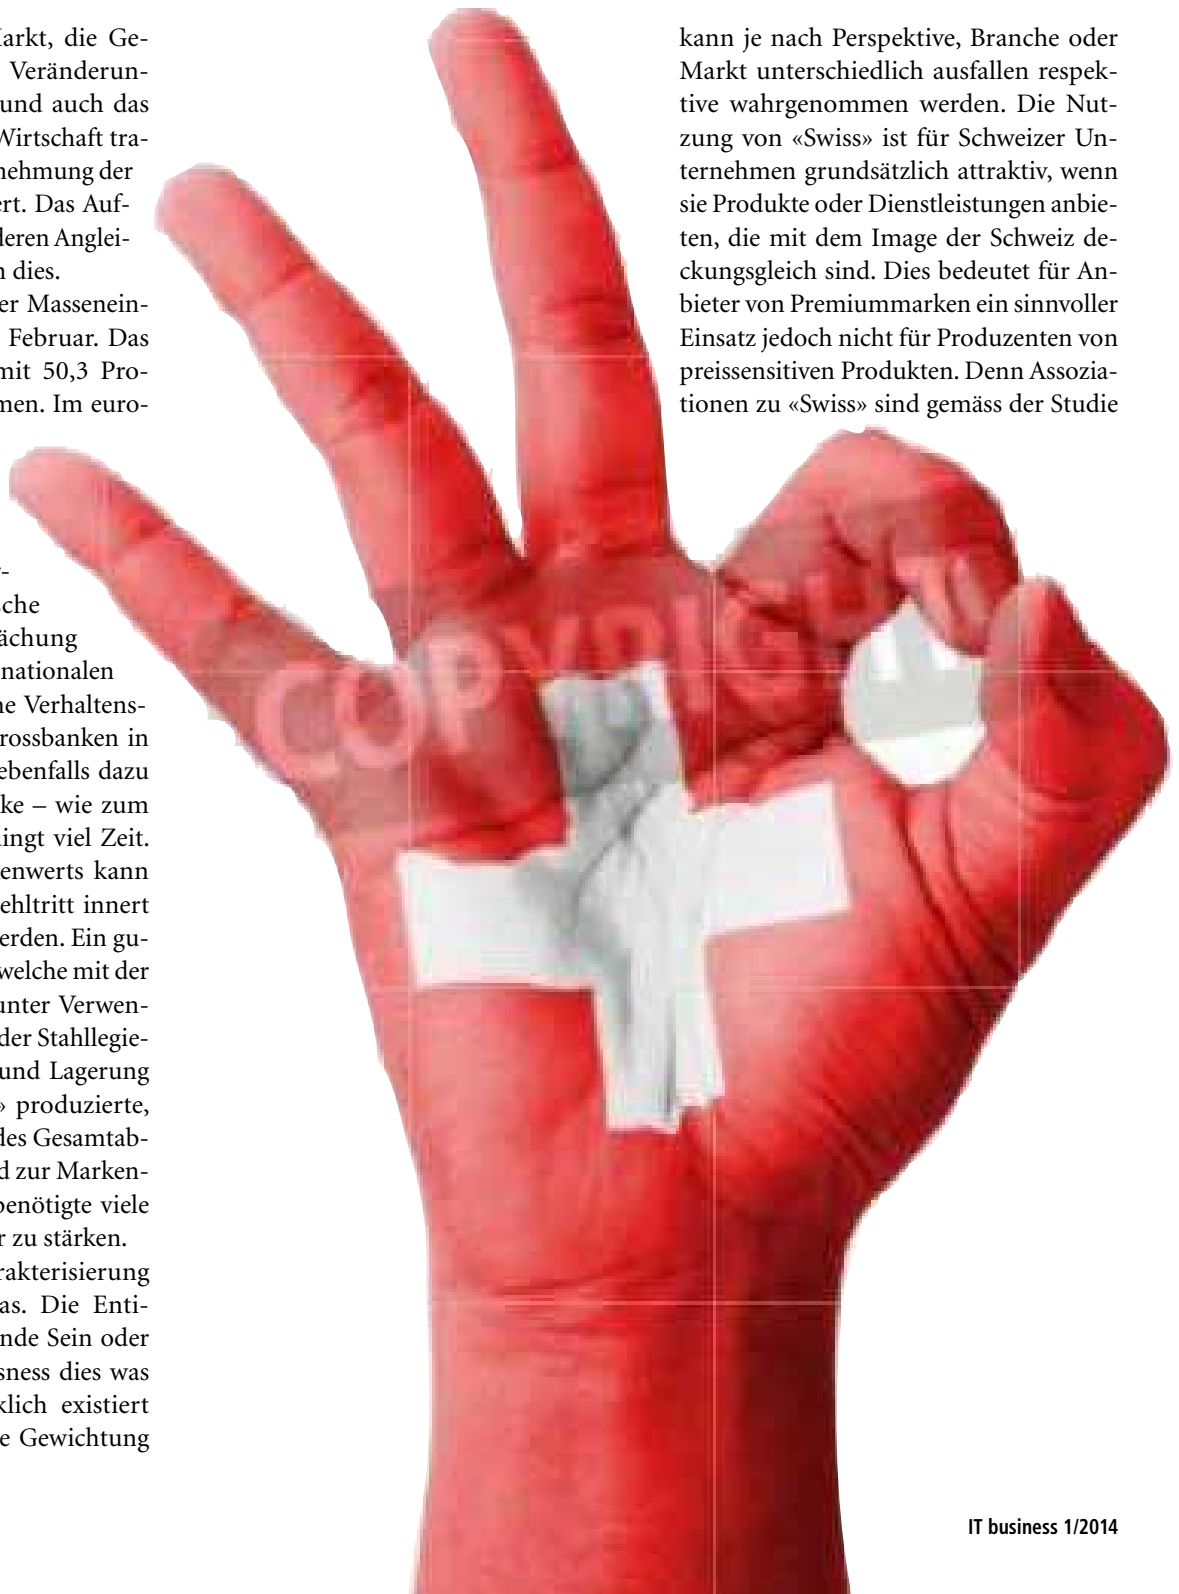 arkt, die Ge-
Veränderun-
und auch das
Wirtschaft tra-
nehmung der
ert. Das Auf-
deren Anglei-
n dies.
er Massenein-
Februar. Das
mit 50,3 Pro-
men. Im euro-
sche
ächung
nationalen
ne Verhaltens-
rossbanken in
ebenfalls dazu
ke – wie zum
ingt viel Zeit.
enwerts kann
ehltritt innert
erden. Ein gu-
welche mit der
unter Verwen-
der Stahllegie-
und Lagerung
» produzierte,
des Gesamtab-
d zur Marken-
benötigte viele
r zu stärken.
rakterisierung
as. Die Enti-
nde Sein oder
sness dies was
klich existiert
e Gewichtung
kann je nach Perspektive, Branche oder
Markt unterschiedlich ausfallen respek-
tive wahrgenommen werden. Die Nut-
zung von «Swiss» ist für Schweizer Un-
ternehmen grundsätzlich attraktiv, wenn
sie Produkte oder Dienstleistungen anbie-
ten, die mit dem Image der Schweiz de-
ckungsgleich sind. Dies bedeutet für An-
bieter von Premiummarken ein sinnvoller
Einsatz jedoch nicht für Produzenten von
preissensitiven Produkten. Denn Assozia-
tionen zu «Swiss» sind gemäss der Studie
COPYRIGHT
IT business 1/2014